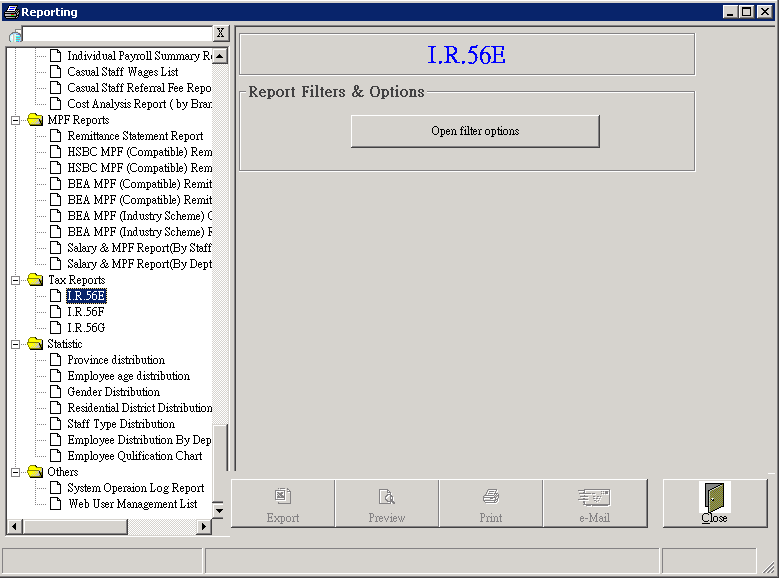 Reporting
X
Individual Payroll Summary R
Casual Staff Wages List
Casual Staff Referral Fee Repo
Cost Analysis Report ( by Bran
MPF Reports
Remittance Statement Report
HSBC MPF (Compatible) Rem
HSBC MPF (Compatible) Rem
BEA MPF (Compatible) Remit
BEA MPF (Compatible) Remit
BEA MPF (Industry Scheme) C
BEA MPF (Industry Scheme) R
Salary & MPF Report(By Staff
Salary & MPF Report(By Dept
Tax Reports
I.R.56E
I.R.56F
I.R.56G
Statistic
Province distribution
Employee age distribution
Gender Distribution
Residential District Distribution
Staff Type Distribution
Employee Distribution By Dep
Employee Qulification Chart
Others
System Operaion Log Report
Web User Management List
I.R.56E
Report Filters & Options
Open filter options
Export
Preview
Print
e-Mail
Close